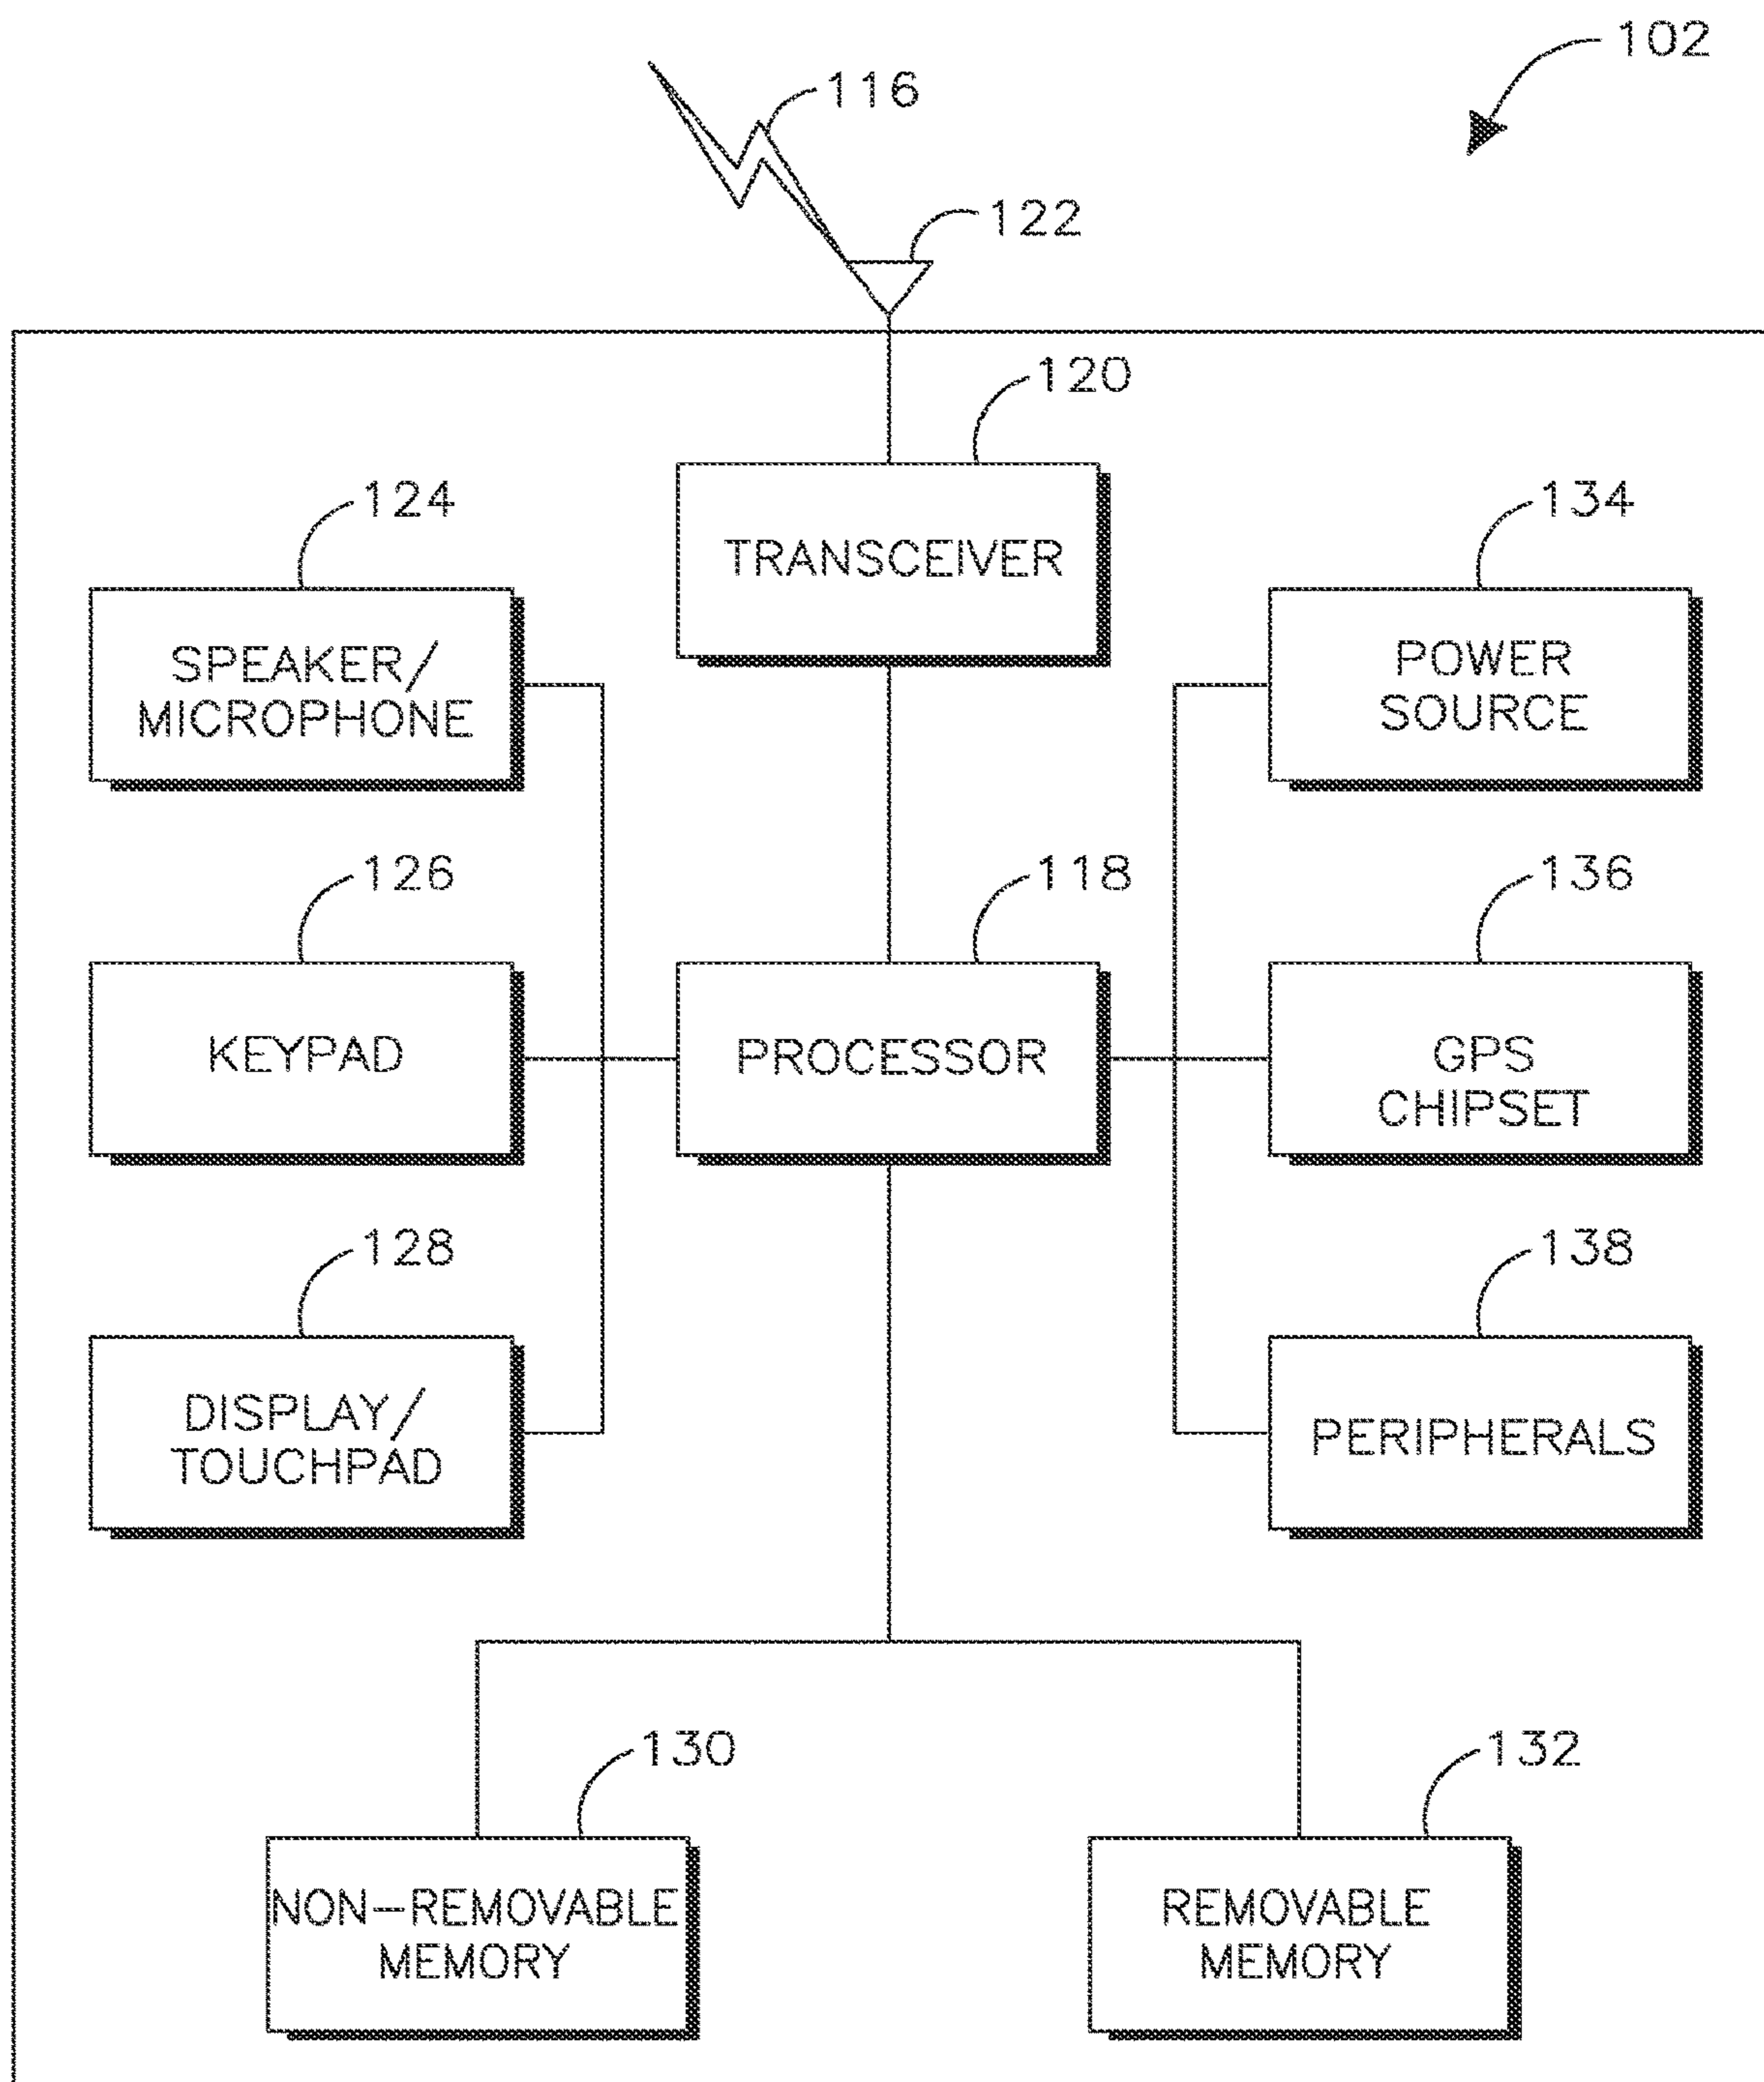 102
116
122
120
124
134
TRANSCEIVER
SPEAKER/
MICROPHONE
POWER
SOURCE
126
118
136
KEYPAD
PROCESSOR
GPS
CHIPSET
128
138
DISPLAY/
TOUCHPAD
PERIPHERALS
130
132
NON-REMOVABLE
MEMORY
REMOVABLE
MEMORY